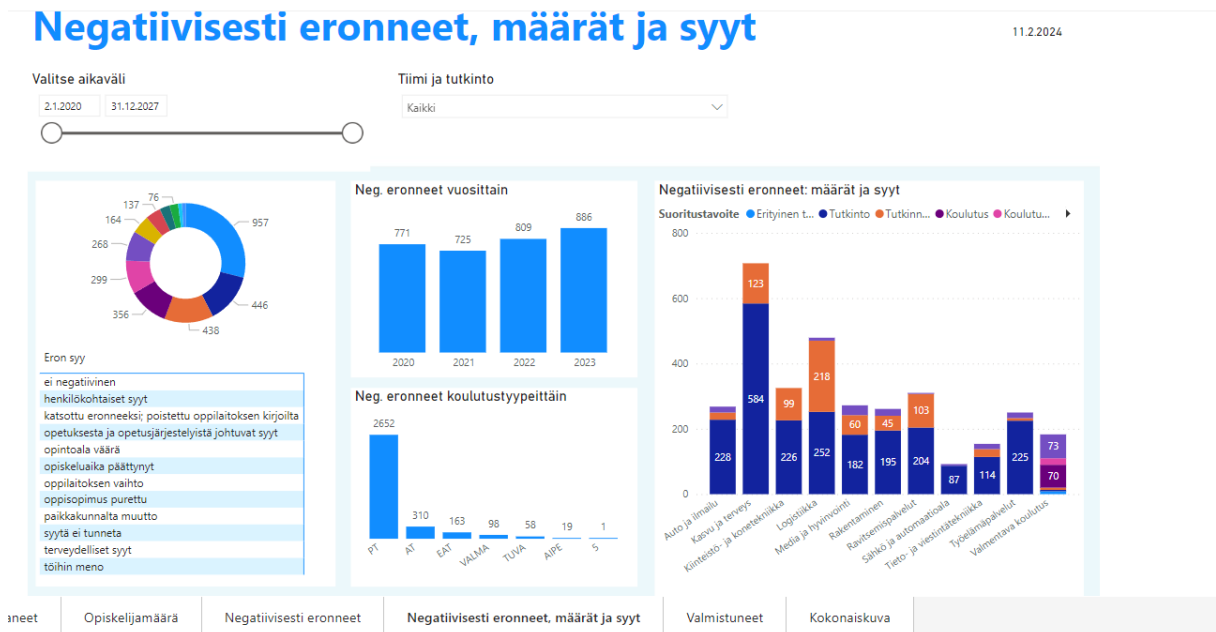 Negatiivisesti eronneet, määrät ja syyt
11.2.2024
Valitse aikaväli
2.1.2020 31.12.2027
Tiimi ja tutkinto
Kaikki
76
137
164
268
299
356
438
446
957
Eron syy
ei negatiivinen
henkilökohtaiset syyt
katsottu eronneeksi; poistettu oppilaitoksen kirjoilta
opetuksesta ja opetusjärjestelyistä johtuvat syyt
opintoala väärä
opiskeluaika päättynyt
oppilaitoksen vaihto
oppisopimus purettu
paikkakunnalta muutto
syytä ei tunneta
terveydelliset syyt
töihin meno
Neg. eronneet vuosittain
771 725 809 886
2020 2021 2022 2023
Neg. eronneet koulutustyypeittäin
2652 310 163 98 58 19 1
PT AT EAT VALMA TUVA AIPE 5
Negatiivisesti eronneet: määrät ja syyt
Suoritustavoite Erityinen t... Tutkinto Tutkinn... Koulutus Koulutu...
800
600
400
200
0
123
99
218
60
45
103
73
228
584
226
252
182
195
204
87
114
225
70
Auto ja ilmailu
Kasvu ja terveys
Kiinteistö- ja konetekniikka
Logistiikka
Media ja hyvinvointi
Rakentaminen
Ravitsemispalvelut
Sähkö ja automaatioala
Tieto- ja viestintätekniikka
Työelämäpalvelut
Valmentava koulutus
aneet Opiskelijamäärä Negatiivisesti eronneet Negatiivisesti eronneet, määrät ja syyt Valmistuneet Kokonaiskuva